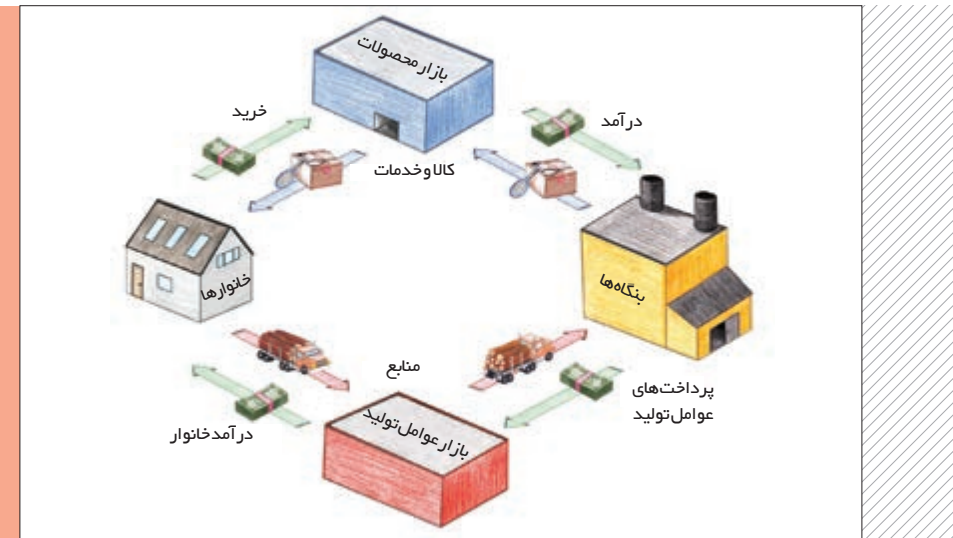 بازار محصولات
خرید
درآمد
کالا و خدمات
خانوارها
بنگاه‌ها
منابع
پرداخت‌های
عوامل تولید
بازار عوامل تولید
درآمد خانوار